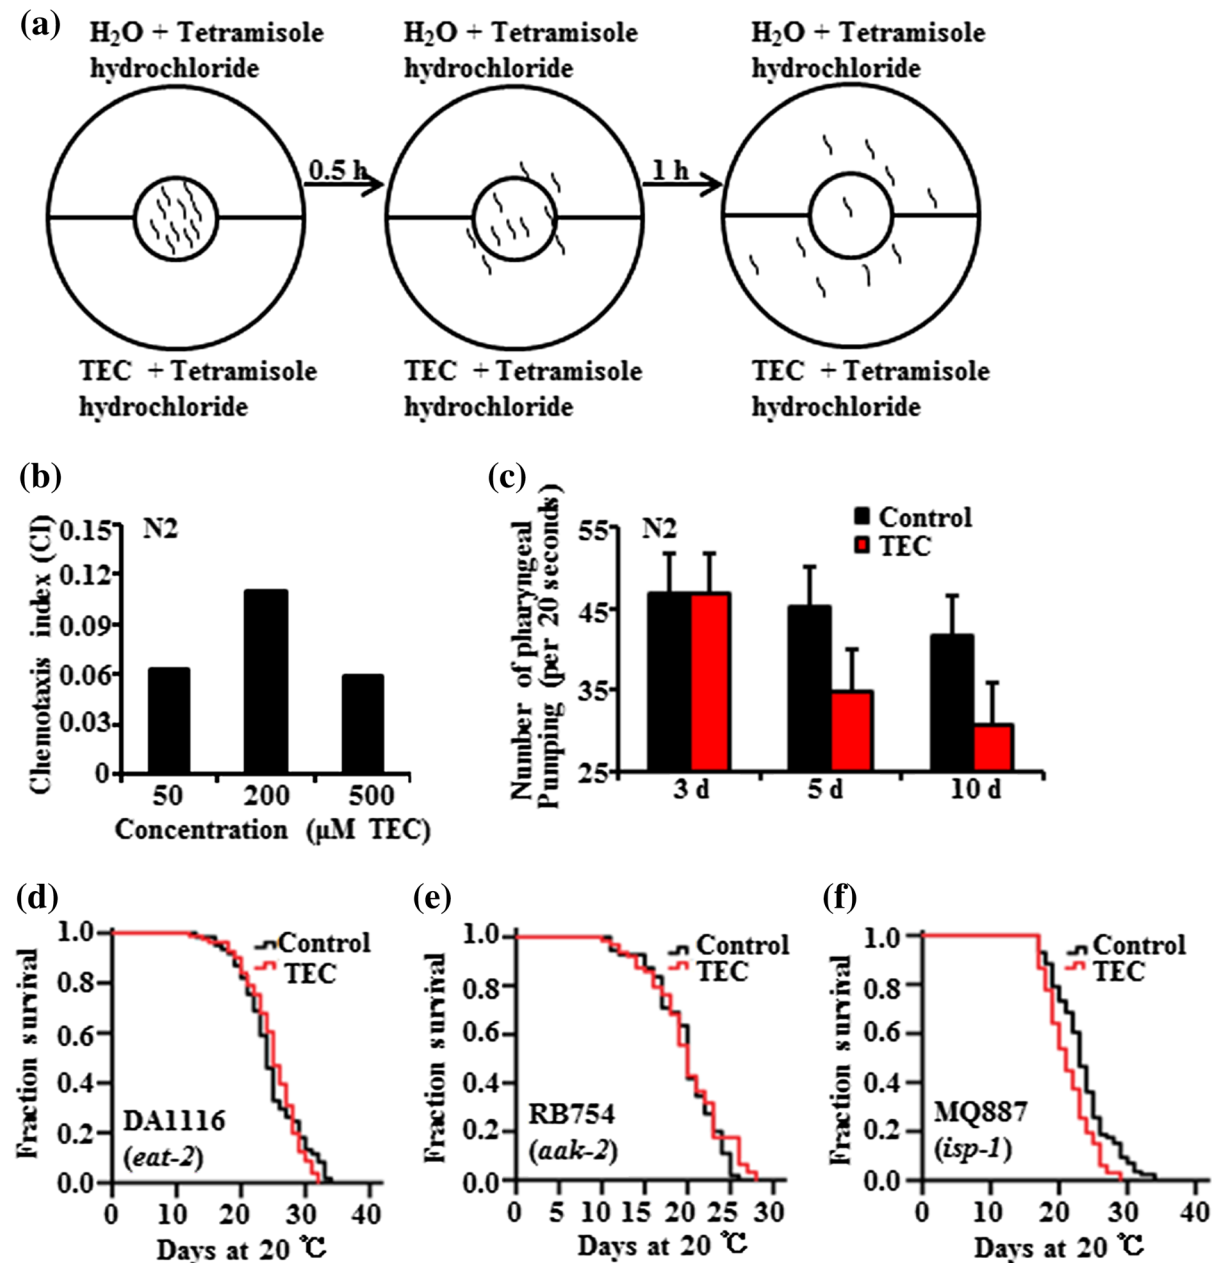 (a)
H₂O + Tetramisole
hydrochloride
H₂O + Tetramisole
hydrochloride
H₂O + Tetramisole
hydrochloride
0.5 h
1 h
TEC + Tetramisole
hydrochloride
TEC + Tetramisole
hydrochloride
TEC + Tetramisole
hydrochloride
(b)
N2
Chemotaxis index (CI)
0.15
0.12
0.09
0.06
0.03
0
50 200 500
Concentration (μM TEC)
(c)
N2
Control
TEC
Number of pharyngeal
Pumping (per 20 seconds)
55
45
35
25
3 d 5 d 10 d
(d)
Control
TEC
Fraction survival
1.0
0.8
0.6
0.4
0.2
0.0
DA1116
(eat-2)
0 10 20 30 40
Days at 20 ℃
(e)
Control
TEC
Fraction survival
1.0
0.8
0.6
0.4
0.2
0.0
RB754
(aak-2)
0 5 10 15 20 25 30
Days at 20 ℃
(f)
Control
TEC
Fraction survival
1.0
0.8
0.6
0.4
0.2
0.0
MQ887
(isp-1)
0 10 20 30 40
Days at 20 ℃